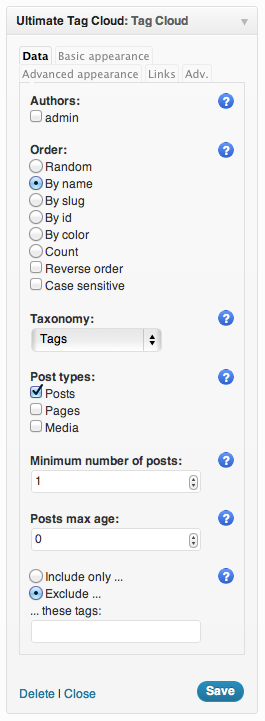 Ultimate Tag Cloud: Tag Cloud
Data Basic appearance
Advanced appearance Links Adv.
Authors: ?
admin
Order: ?
Random
By name
By slug
By id
By color
Count
Reverse order
Case sensitive
Taxonomy: ?
Tags
Post types: ?
Posts
Pages
Media
Minimum number of posts: ?
1
Posts max age: ?
0
Include only ... ?
Exclude ...
... these tags:
Delete | Close Save